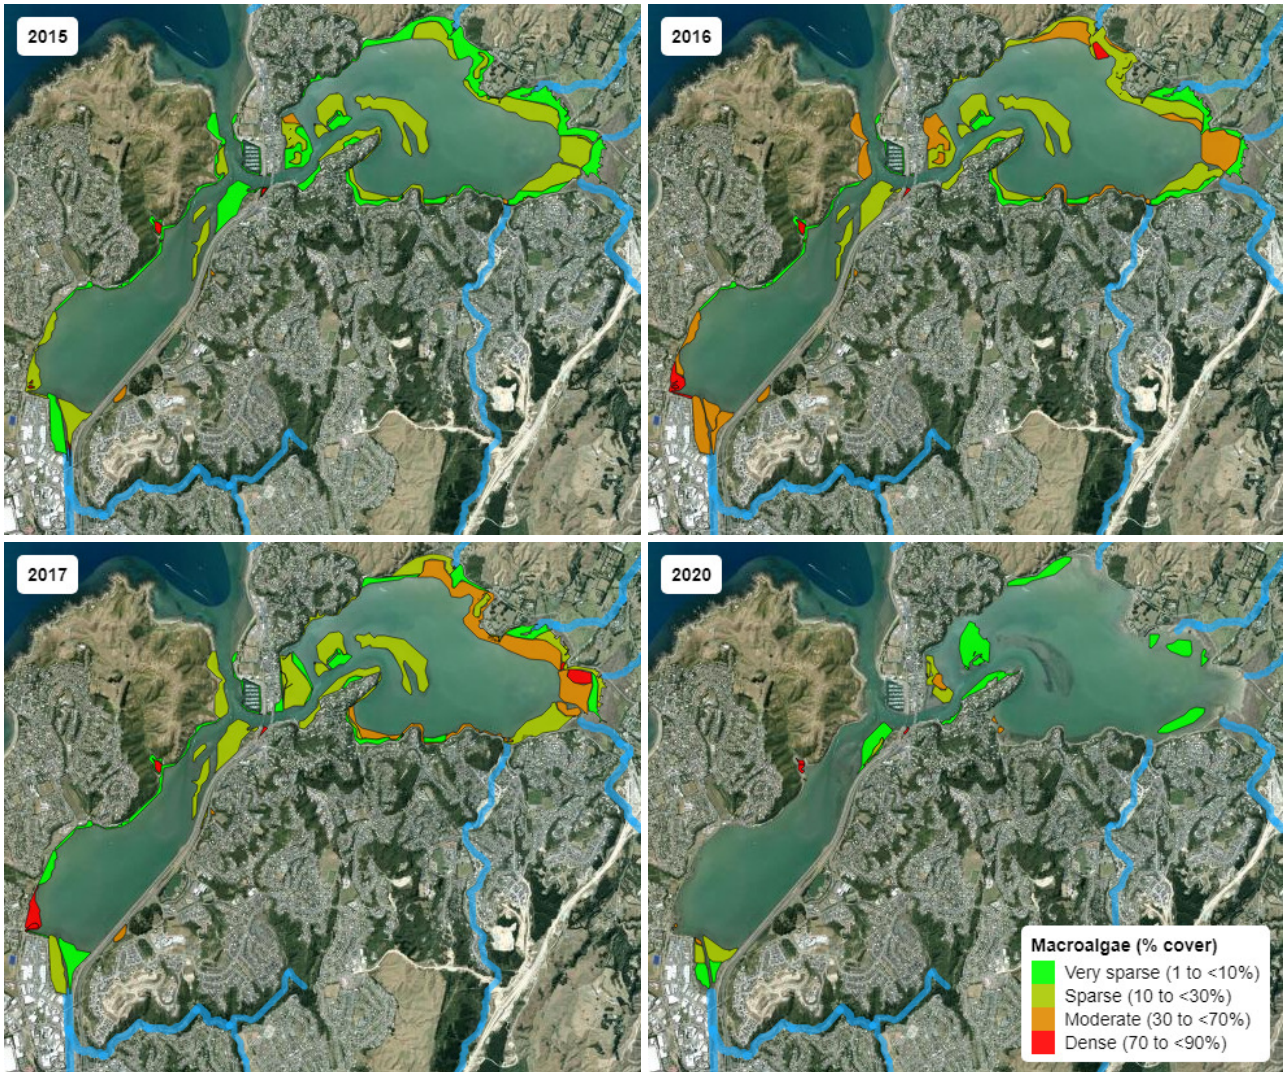 2015
2016
2017
2020
Macroalgae (% cover)
Very sparse (1 to <10%)
Sparse (10 to <30%)
Moderate (30 to <70%)
Dense (70 to <90%)